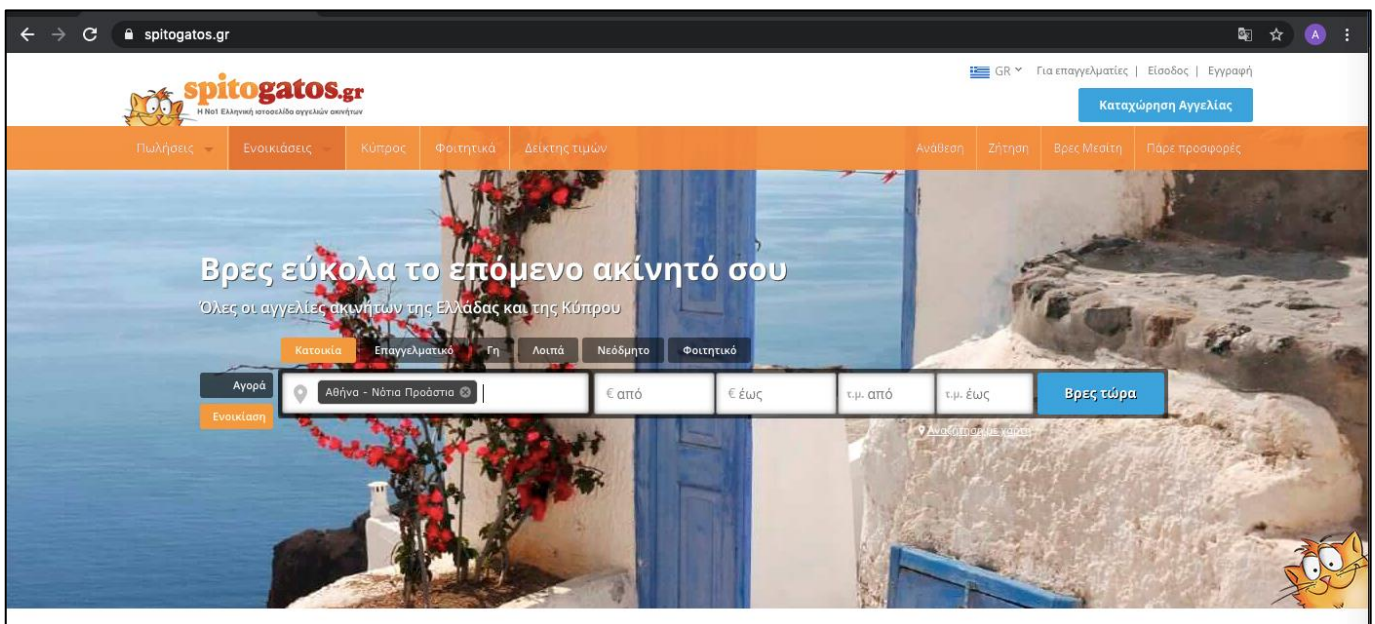 spitogatos.gr
A
GR
Για επαγγελματίες | Είσοδος | Εγγραφή
spitogatos.gr
Η Νο1 Ελληνική ιστοσελίδα αγγελιών ακινήτων
Καταχώρηση Αγγελίας
Πωλήσεις Ενοικιάσεις Κύπρος Φοιτητικά Δείκτης τιμών Ανάθεση Ζήτηση Βρες Μεσίτη Πάρε προσφορές
Βρες εύκολα το επόμενο ακίνητό σου
Όλες οι αγγελίες ακινήτων της Ελλάδας και της Κύπρου
Κατοικία Επαγγελματικό Γη Λοιπά Νεόδμητο Φοιτητικό
Αγορά
Αθήνα - Νότια Προάστια € από € έως τ.μ. από τ.μ. έως Βρες τώρα
Ενοικίαση
Αναζήτηση με χάρτη